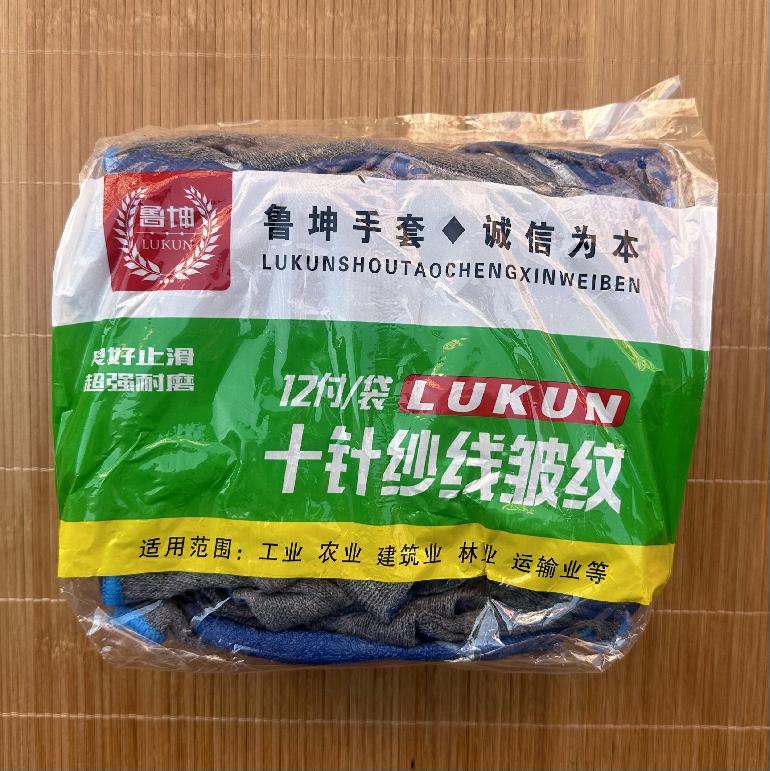 鲁坤
LUKUN
鲁坤手套◆诚信为本
LUKUNSHOUTAOCHENGXINWEIBEN
良好止滑
超强耐磨
12付/袋 LUKUN
十针纱线皱纹
适用范围：工业 农业 建筑业 林业 运输业等